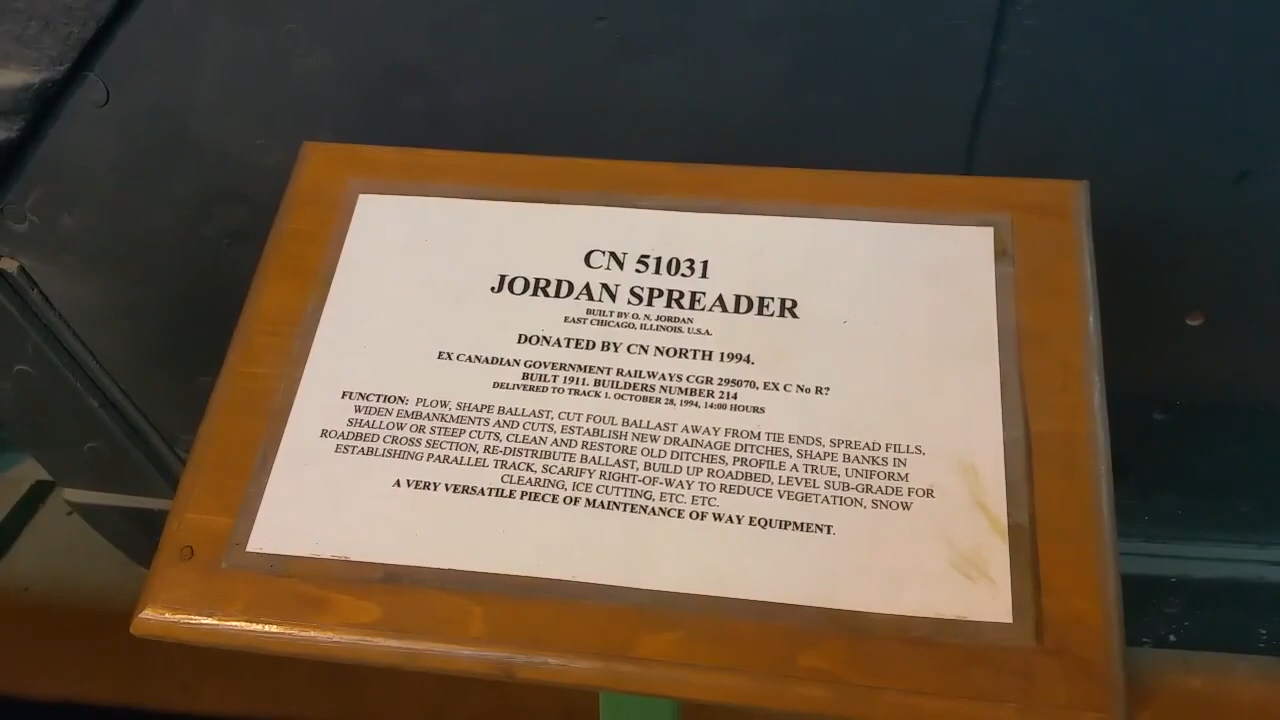 CN 51031
JORDAN SPREADER
BUILT BY O. N. JORDAN
EAST CHICAGO, ILLINOIS. U.S.A.
DONATED BY CN NORTH 1994.
EX CANADIAN GOVERNMENT RAILWAYS CGR 295070, EX C No R?
BUILT 1911. BUILDERS NUMBER 214
DELIVERED TO TRACK 1. OCTOBER 28, 1994, 14:00 HOURS
FUNCTION: PLOW, SHAPE BALLAST, CUT FOUL BALLAST AWAY FROM TIE ENDS, SPREAD FILLS,
WIDEN EMBANKMENTS AND CUTS, ESTABLISH NEW DRAINAGE DITCHES, SHAPE BANKS IN
SHALLOW OR STEEP CUTS, CLEAN AND RESTORE OLD DITCHES, PROFILE A TRUE, UNIFORM
ROADBED CROSS SECTION, RE-DISTRIBUTE BALLAST, BUILD UP ROADBED, LEVEL SUB-GRADE FOR
ESTABLISHING PARALLEL TRACK, SCARIFY RIGHT-OF-WAY TO REDUCE VEGETATION, SNOW
CLEARING, ICE CUTTING, ETC. ETC.
A VERY VERSATILE PIECE OF MAINTENANCE OF WAY EQUIPMENT.